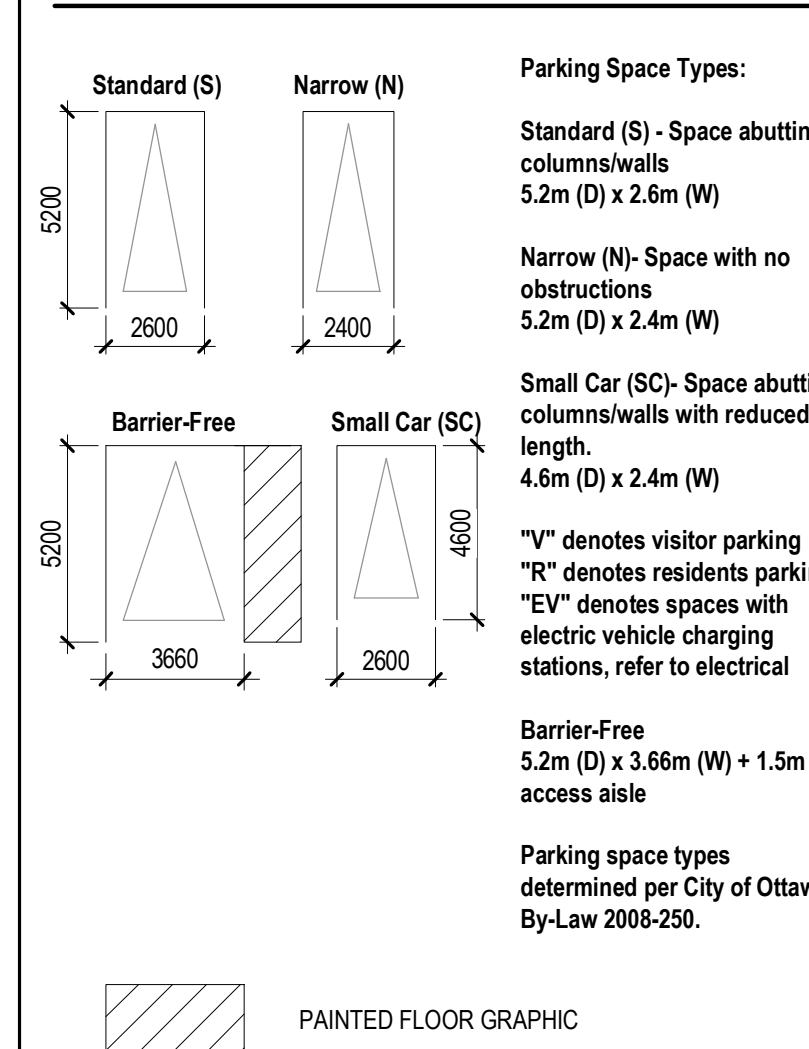 Standard (S)
Narrow (N)
5200
2600
2400
Barrier-Free
Small Car (SC)
5200
4600
3660
2600
Parking Space Types:
Standard (S) - Space
columns/walls
5.2m (D) x 2.6m (W)
Narrow (N)- Space with no
obstructions
5.2m (D) x 2.4m (W)
Small Car (SC)- Space
columns/walls with reduced
length.
4.6m (D) x 2.4m (W)
"V" denotes visitor parking
"R" denotes residents
"EV" denotes spaces with
electric vehicle charging
stations, refer to electrical
Barrier-Free
5.2m (D) x 3.66m (W) + 1.5m
access aisle
Parking space types
determined per City of
By-Law 2008-250.
PAINTED FLOOR GRAPHIC